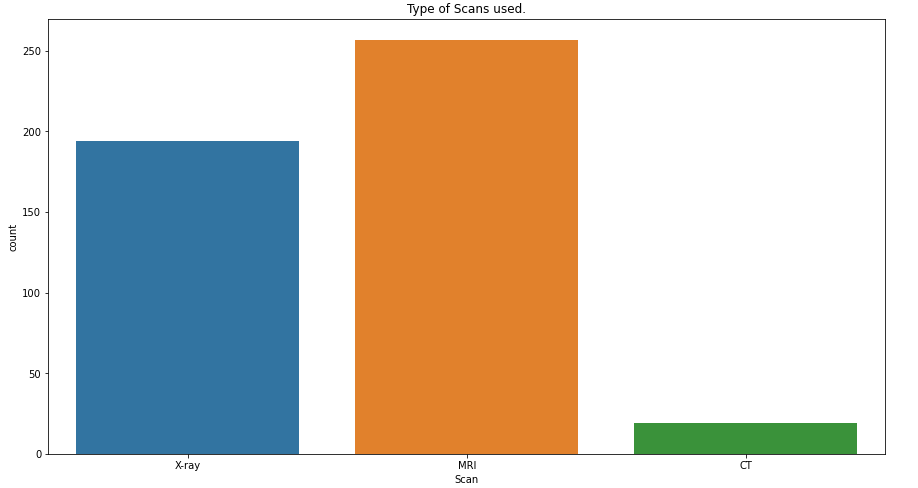 Type of Scans used.
250
200
150
100
50
0
count
X-ray
MRI
CT
Scan